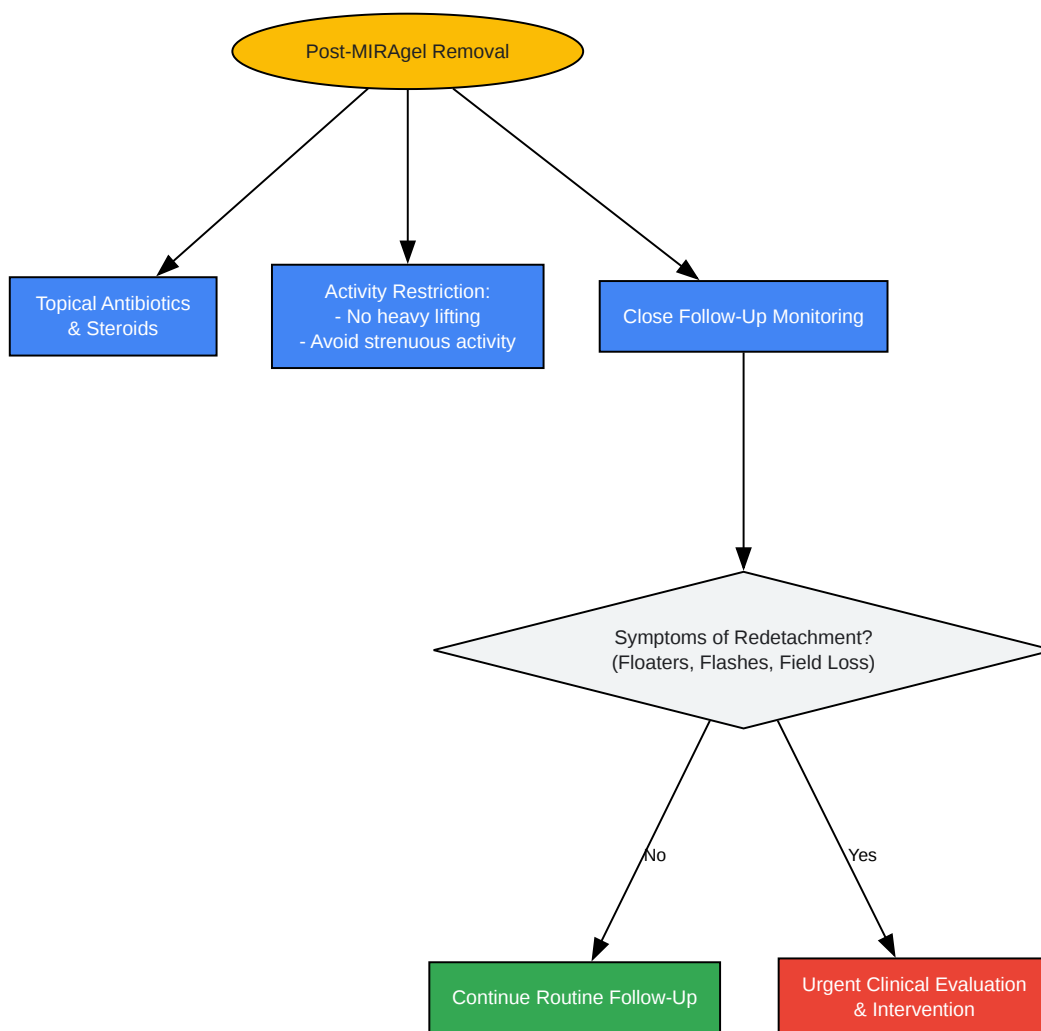 Post-MIRAgel Removal
Topical Antibiotics
& Steroids
Activity Restriction:
- No heavy lifting
- Avoid strenuous activity
Close Follow-Up Monitoring
Symptoms of Redetachment?
(Floaters, Flashes, Field Loss)
No
Yes
Continue Routine Follow-Up
Urgent Clinical Evaluation
& Intervention